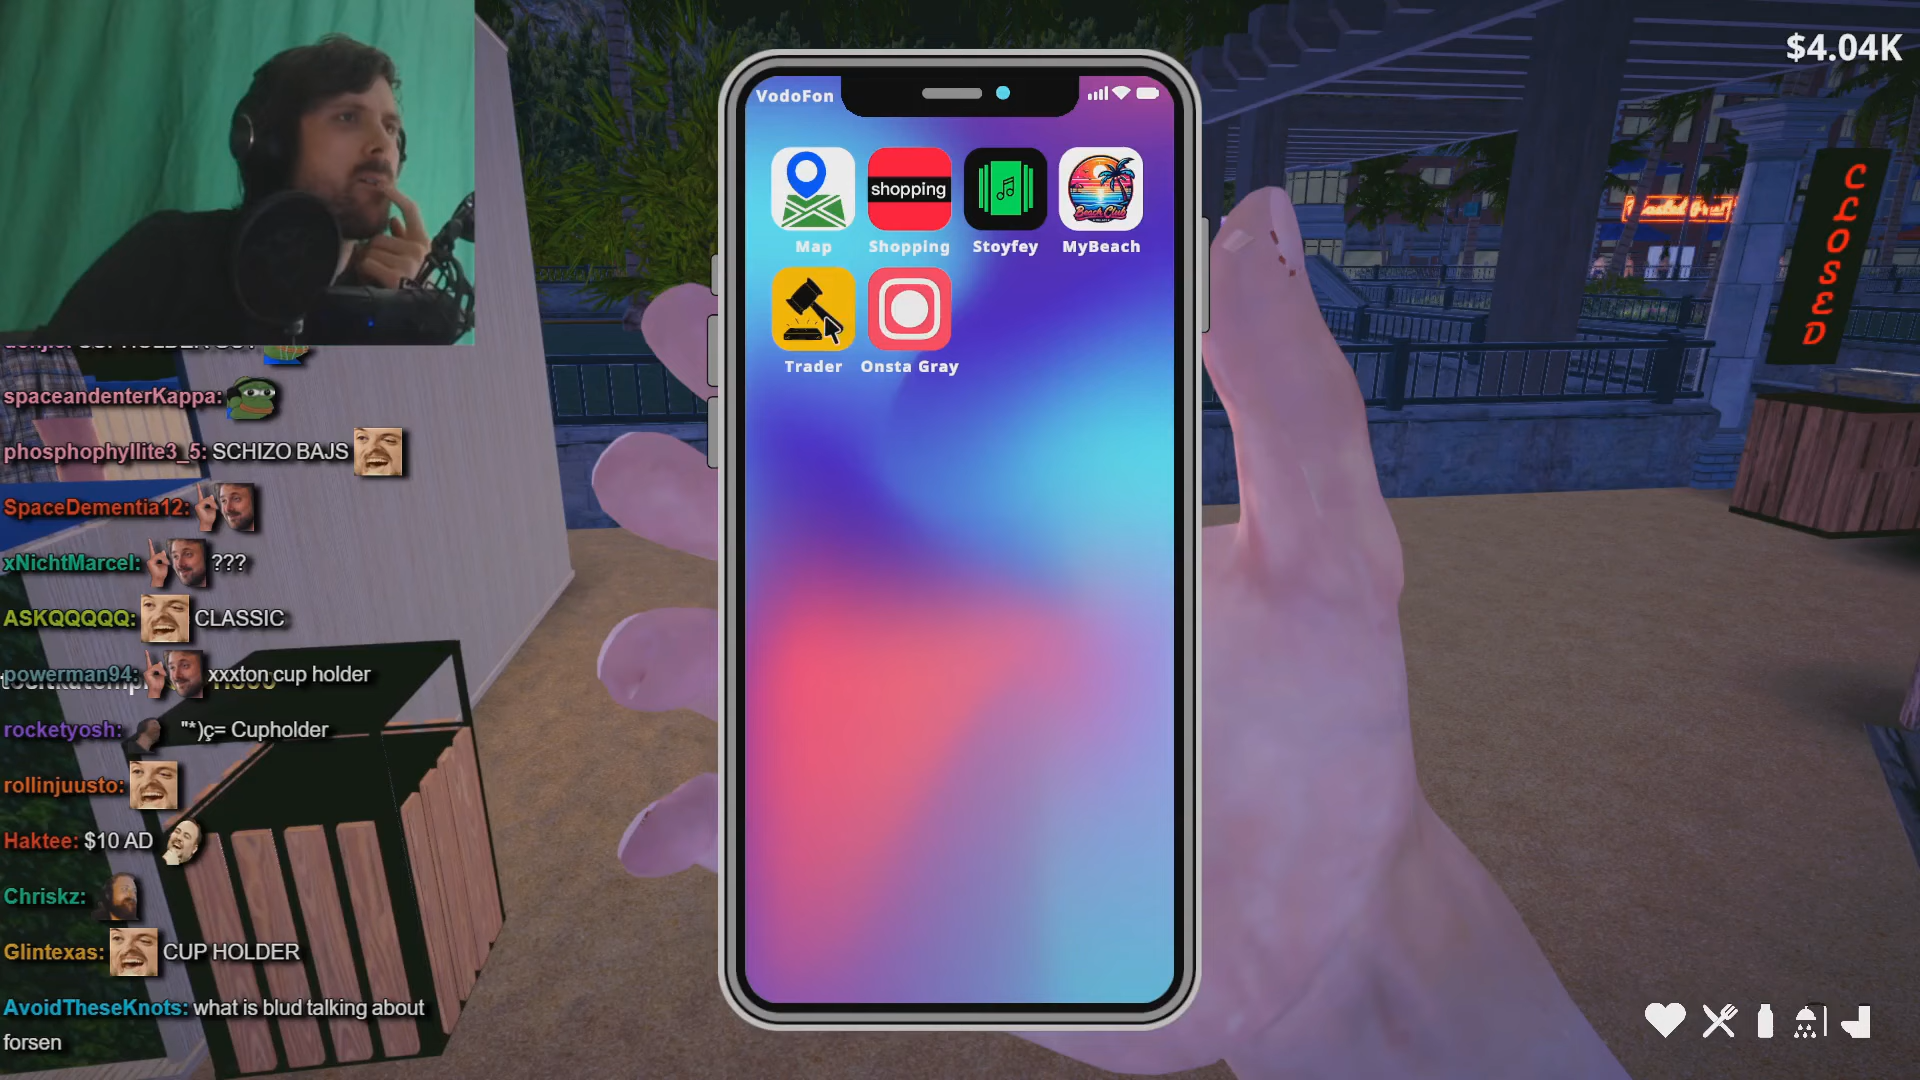 $4.04K
VodoFon
shopping
Beach Club
Map
Shopping
Stoyfey
MyBeach
Trader
Onsta Gray
CLOSED
spaceandenterKappa:
phosphophyllite3_5: SCHIZO BAJS
SpaceDementia12:
xNichtMarcel: ???
ASKQQQQQ: CLASSIC
powerman94: xxxton cup holder
rocketyosh: "*)ç= Cupholder
rollinjuusto:
Haktee: $10 AD
Chriskz:
Glintexas: CUP HOLDER
AvoidTheseKnots: what is blud talking about
forsen